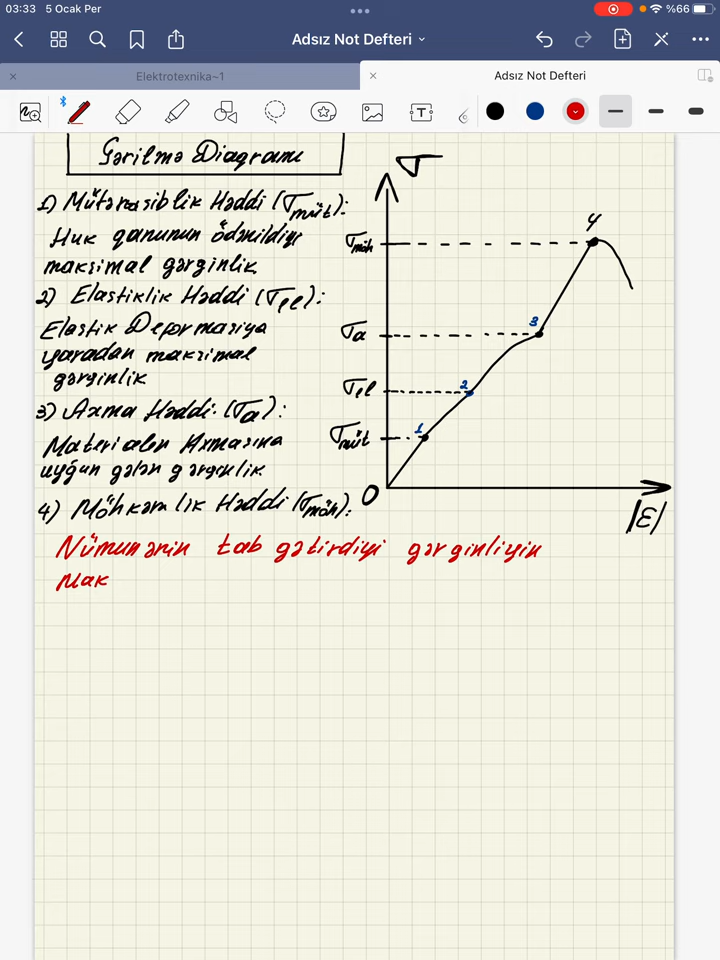 03:33 5 Ocak Per
%66
Adsız Not Defteri
Elektrotexnika~1
Adsız Not Defteri
T
Gərilmə Diaqramı
1) Mütənasiblik Həddi (σmüt):
Huk qanunun ödənildiyi
maksimal gərginlik
2) Elastiklik Həddi (σel):
Elastik Deformasiya
yaradan maksimal
gərginlik
3) Axma Həddi. (σa):
Materialın Axmasına
uyğun gələn gərginlik
4) Möhkəmlik Həddi (σmöh):
Nümunənin tab gətirdiyi gərginliyin
mak
σ
σmöh
4
σa
3
σel
2
σmüt
1
0
|ε|